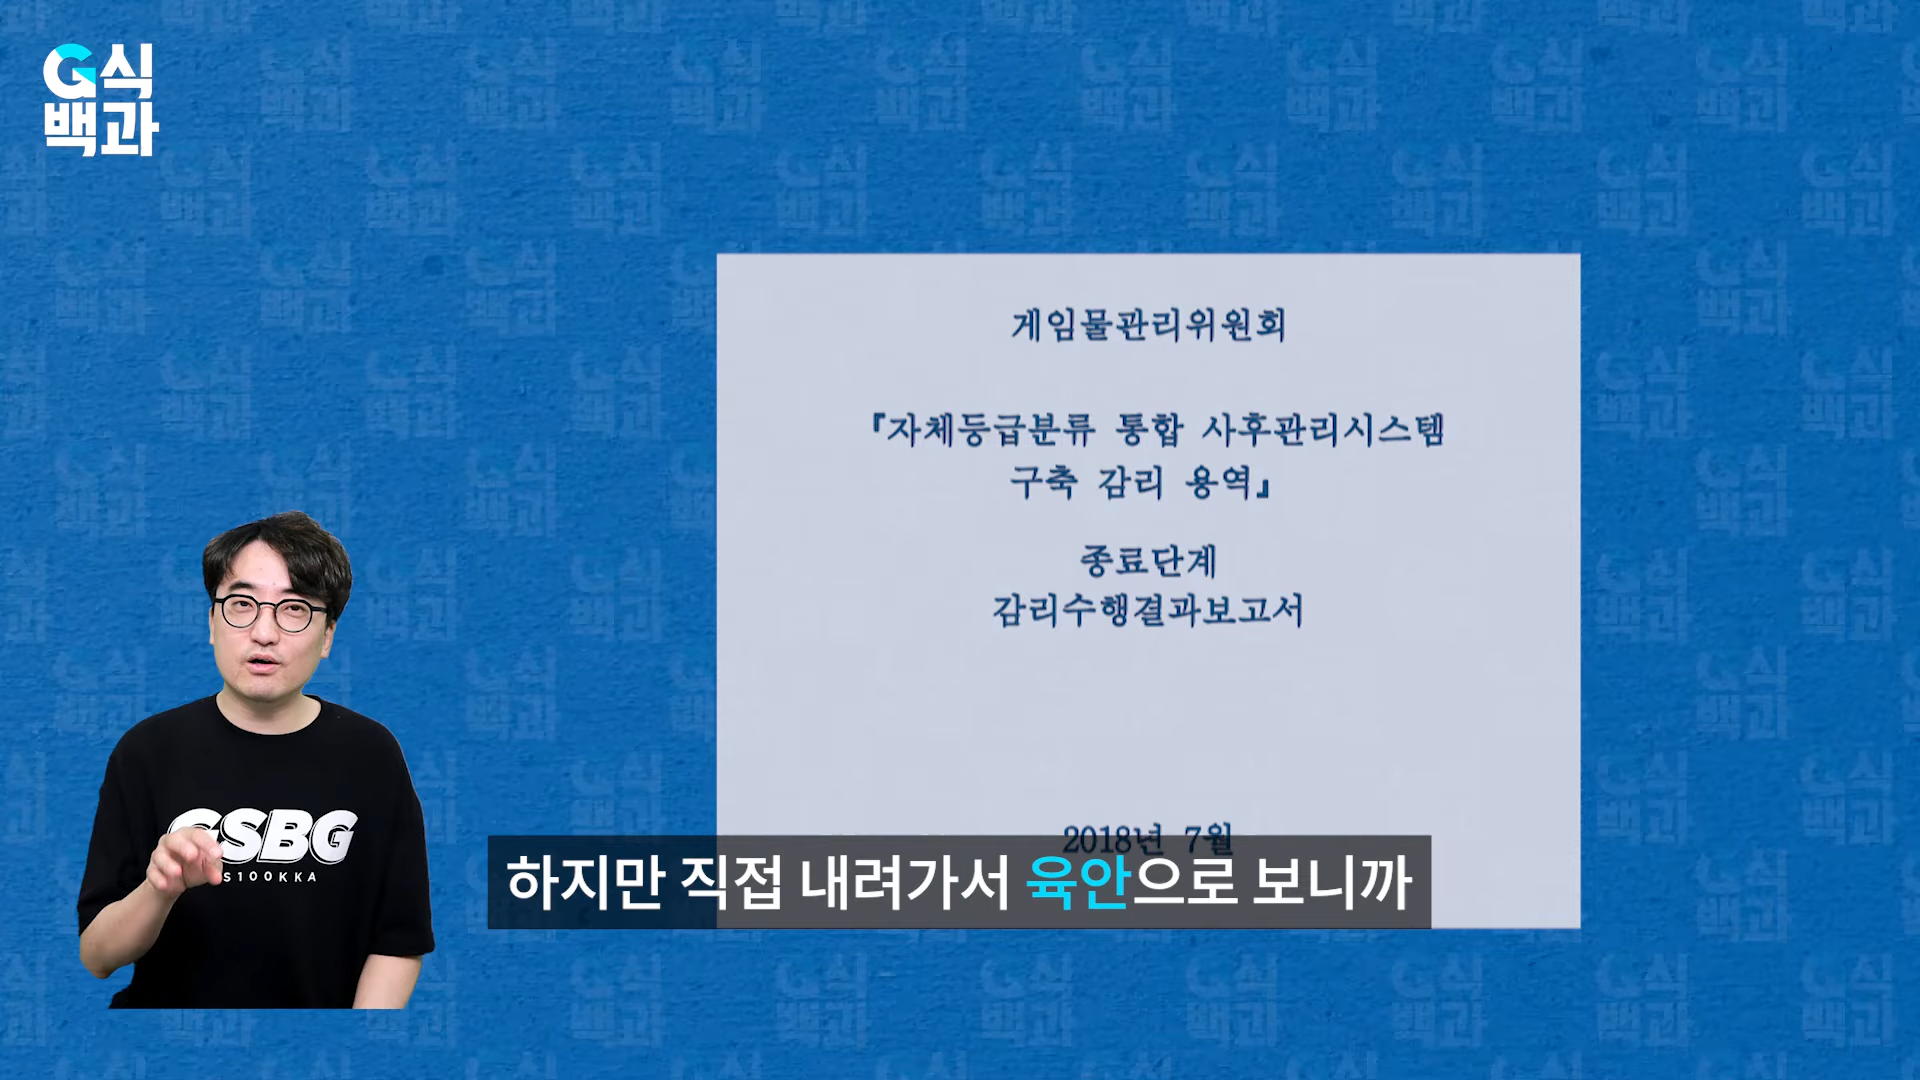 G식
백과
게임물관리위원회
『자체등급분류 통합 사후관리시스템
구축 감리 용역』
종료단계
감리수행결과보고서
2018년 7월
하지만 직접 내려가서 육안으로 보니까
GSBG
S100KKA